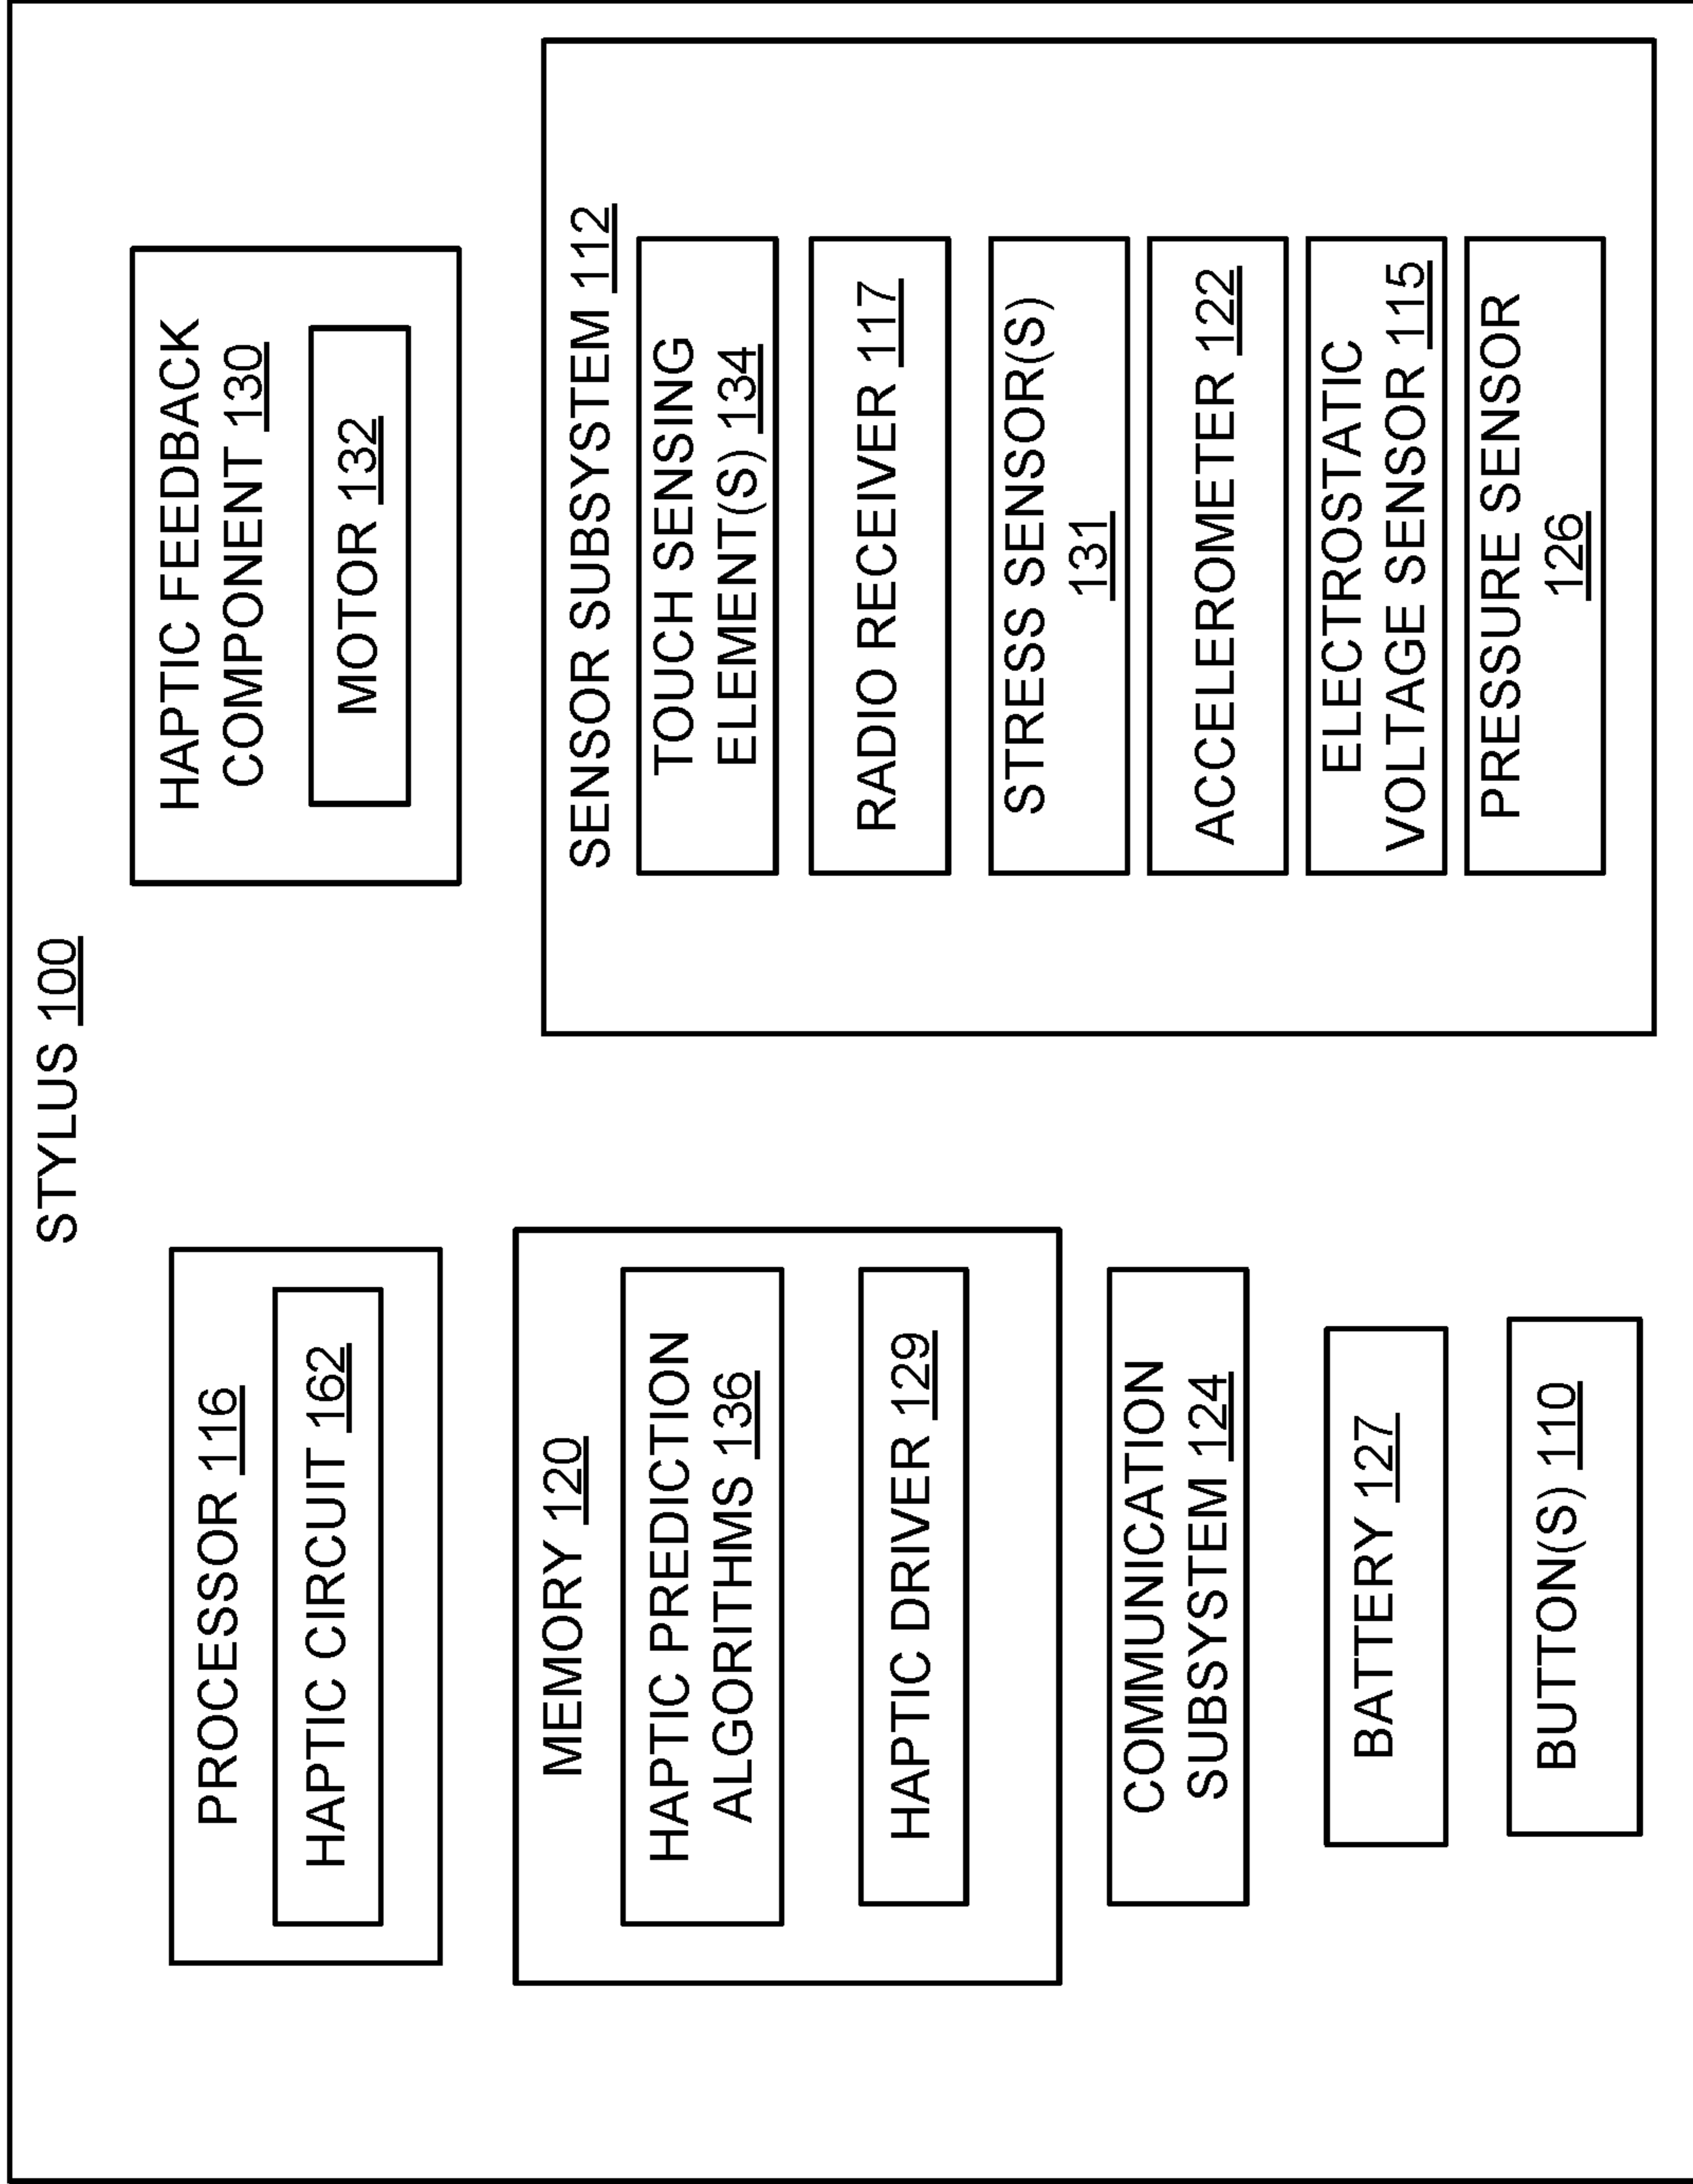 STYLUS 100
PROCESSOR 116
HAPTIC CIRCUIT 162
MEMORY 120
HAPTIC PREDICTION
ALGORITHMS 136
HAPTIC DRIVER 129
COMMUNICATION
SUBSYSTEM 124
BATTERY 127
BUTTON(S) 110
HAPTIC FEEDBACK
COMPONENT 130
MOTOR 132
SENSOR SUBSYSTEM 112
TOUCH SENSING
ELEMENT(S) 134
RADIO RECEIVER 117
STRESS SENSOR(S)
131
ACCELEROMETER 122
ELECTROSTATIC
VOLTAGE SENSOR 115
PRESSURE SENSOR
126